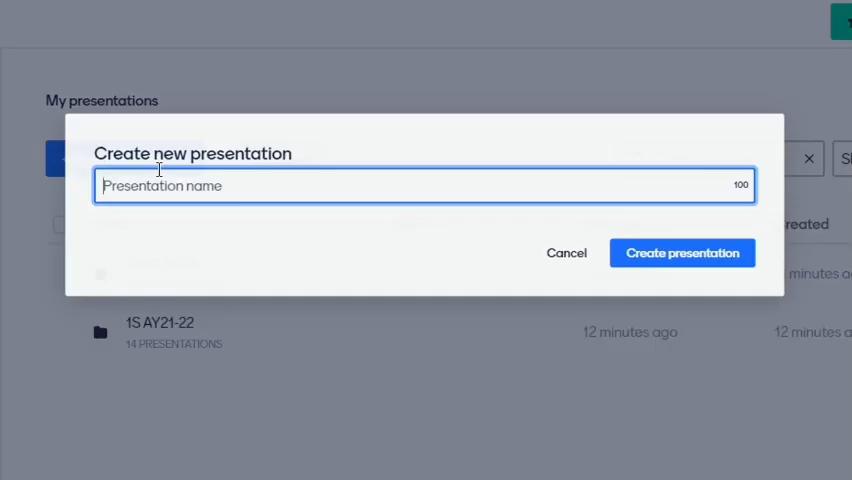 My presentations
Create new presentation
Presentation name
100
Cancel
Create presentation
reated
minutes a
1S AY21-22
14 PRESENTATIONS
12 minutes ago
12 minutes a